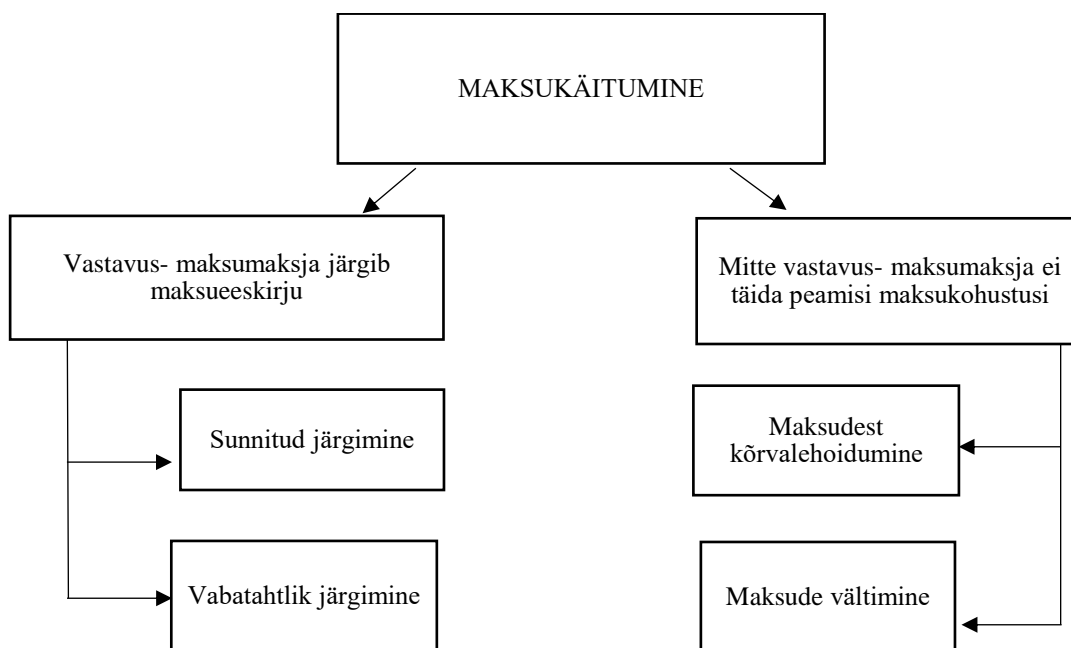 MAKSUKÄITUMINE
Vastavus- maksumaksja järgib
maksueeskirju
Mitte vastavus- maksumaksja ei
täida peamisi maksukohustusi
Sunnitud järgimine
Maksudest
kõrvalehoidumine
Vabatahtlik järgimine
Maksude vältimine